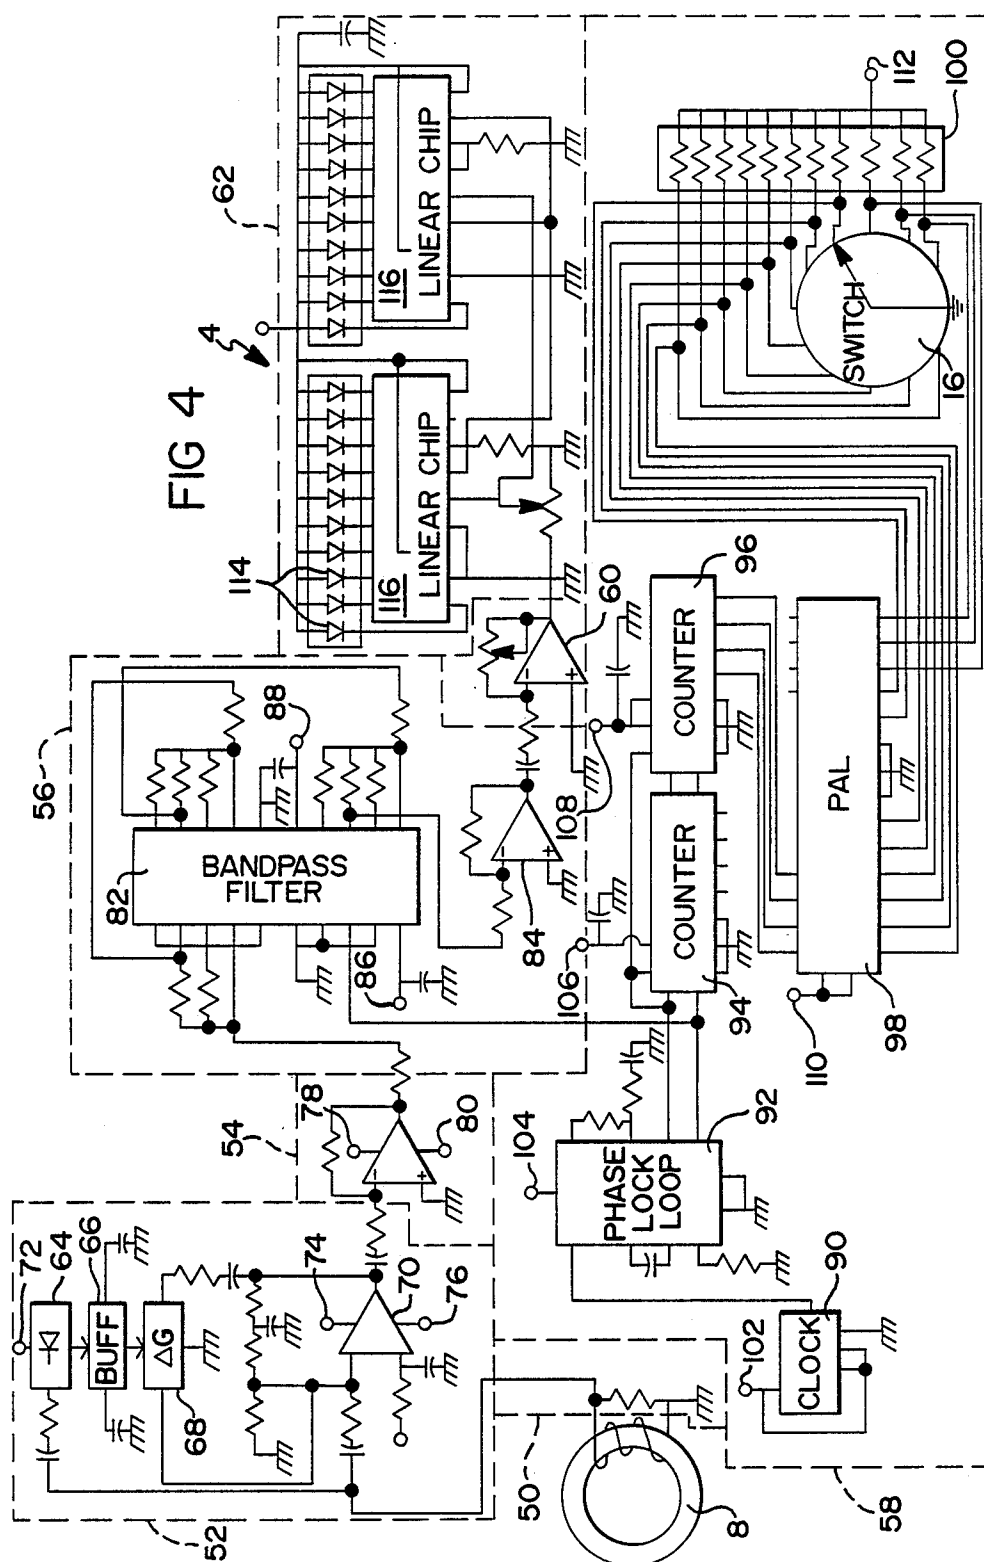 FIG 4
4
62
114
116
LINEAR CHIP
116
LINEAR CHIP
112
100
SWITCH
16
56
82
BANDPASS
FILTER
86
88
84
-
+
60
-
+
108
106
COUNTER
96
COUNTER
94
PAL
98
110
54
78
80
-
+
104
PHASE
LOCK
LOOP
92
72
64
66
BUFF
ΔG
68
74
70
76
52
50
8
102
CLOCK
90
58